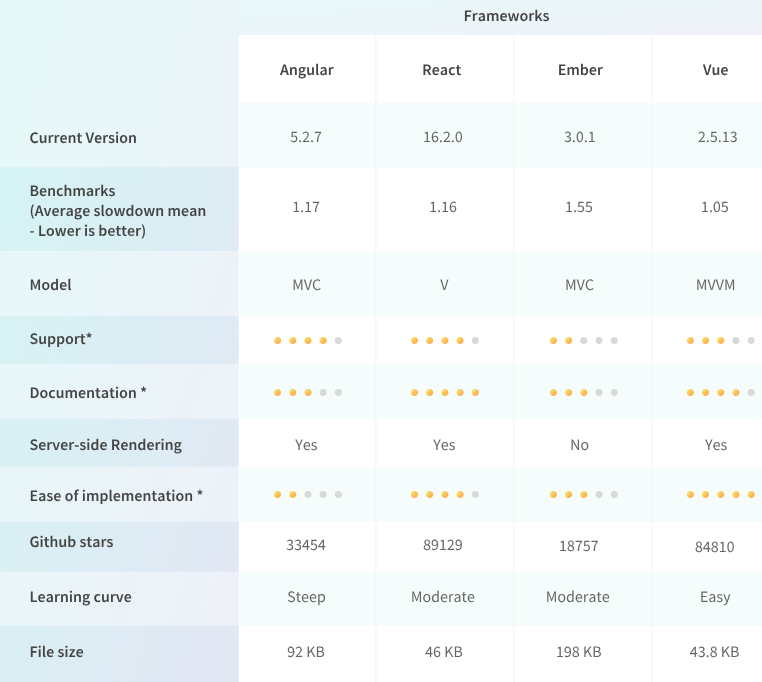 Frameworks
Angular React Ember Vue
Current Version 5.2.7 16.2.0 3.0.1 2.5.13
Benchmarks
(Average slowdown mean 1.17 1.16 1.55 1.05
- Lower is better)
Model MVC V MVC MVVM
Support*
Documentation *
Server-side Rendering Yes Yes No Yes
Ease of implementation *
Github stars 33454 89129 18757 84810
Learning curve Steep Moderate Moderate Easy
File size 92 KB 46 KB 198 KB 43.8 KB